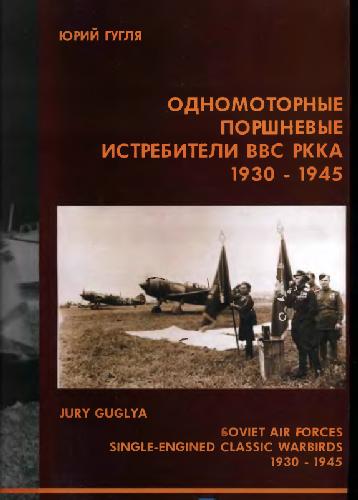 ЮРИЙ ГУГЛЯ
ОДНОМОТОРНЫЕ
ПОРШНЕВЫЕ
ИСТРЕБИТЕЛИ ВВС РККА
1930 - 1945
JURY GUGLYA
SOVIET AIR FORCES
SINGLE-ENGINED CLASSIC WARBIRDS
1930 - 1945